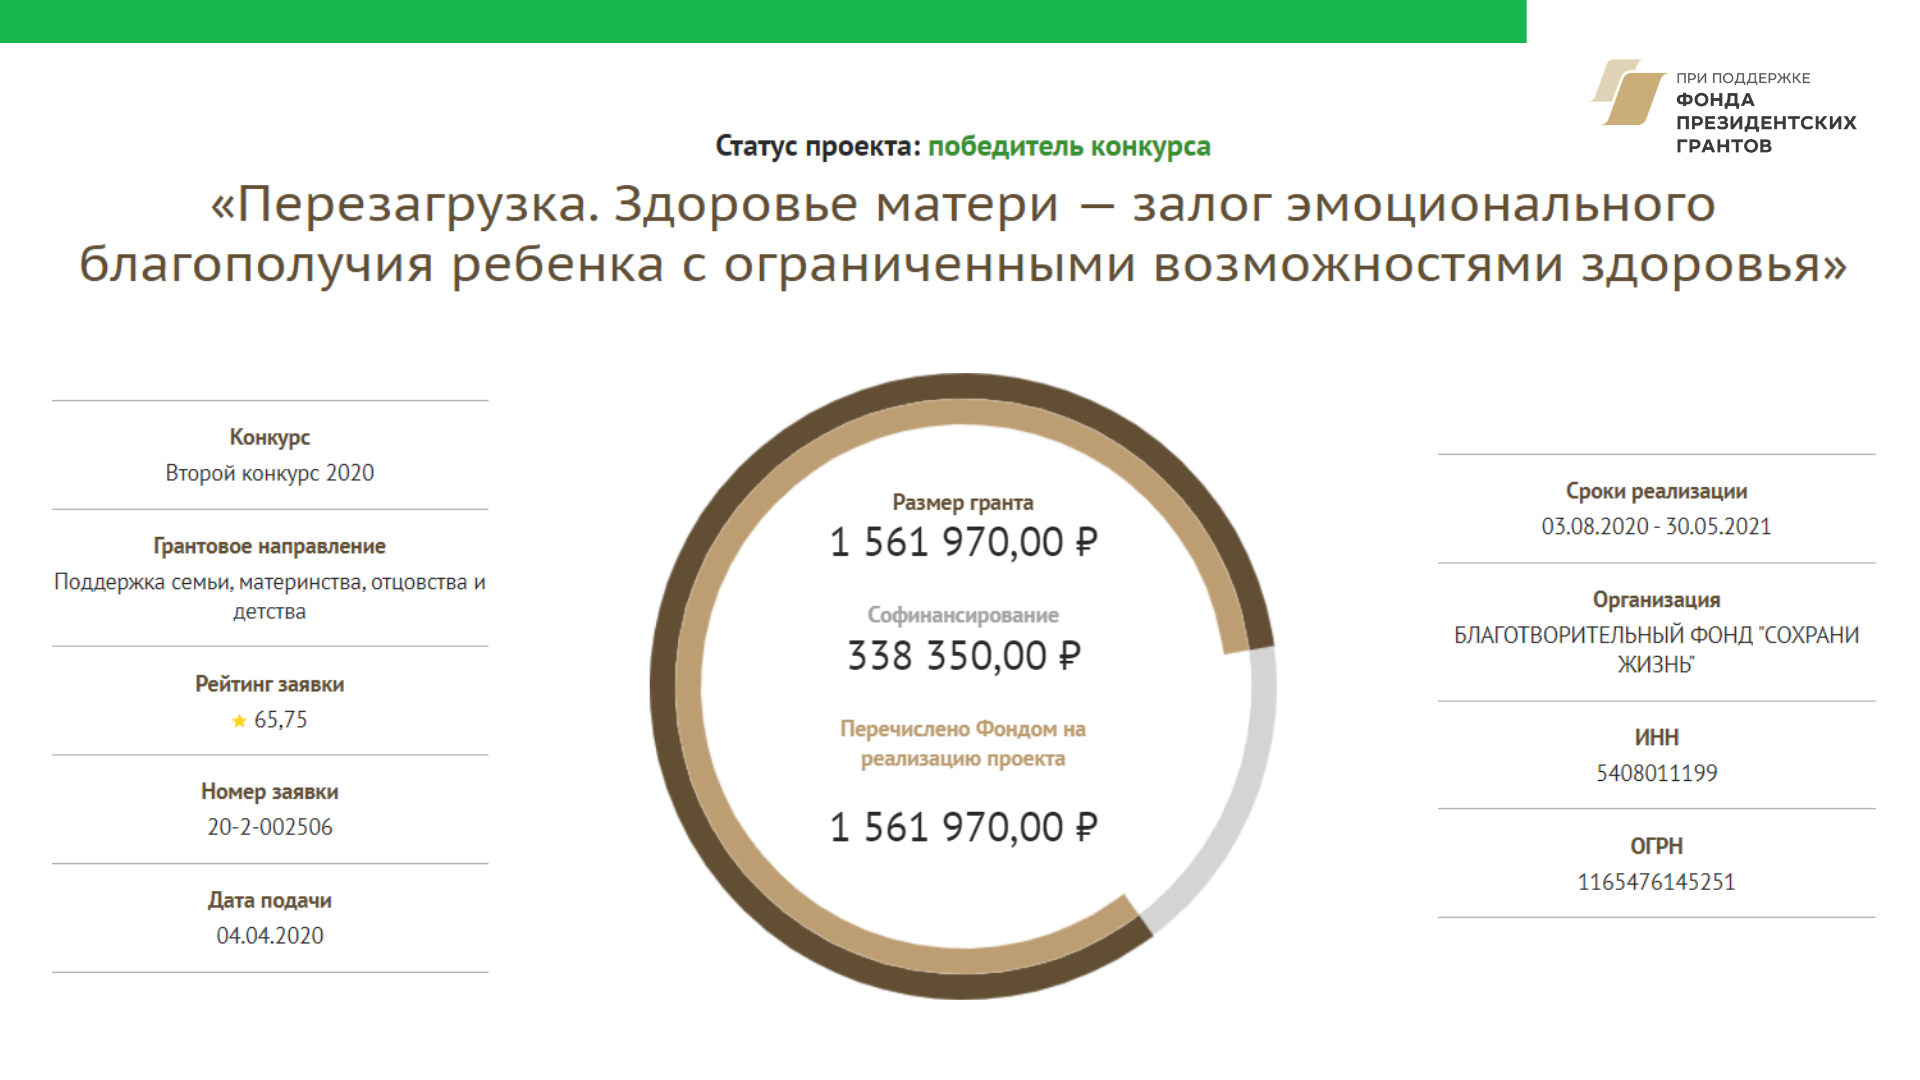 ПРИ ПОДДЕРЖКЕ
ФОНДА
ПРЕЗИДЕНТСКИХ
ГРАНТОВ
Статус проекта: победитель конкурса
«Перезагрузка. Здоровье матери — залог эмоционального
благополучия ребенка с ограниченными возможностями здоровья»
Конкурс
Второй конкурс 2020
Грантовое направление
Поддержка семьи, материнства, отцовства и
детства
Рейтинг заявки
65,75
Номер заявки
20-2-002506
Дата подачи
04.04.2020
Размер гранта
1 561 970,00 ₽
Софинансирование
338 350,00 ₽
Перечислено Фондом на
реализацию проекта
1 561 970,00 ₽
Сроки реализации
03.08.2020 - 30.05.2021
Организация
БЛАГОТВОРИТЕЛЬНЫЙ ФОНД "СОХРАНИ
ЖИЗНЬ"
ИНН
5408011199
ОГРН
1165476145251